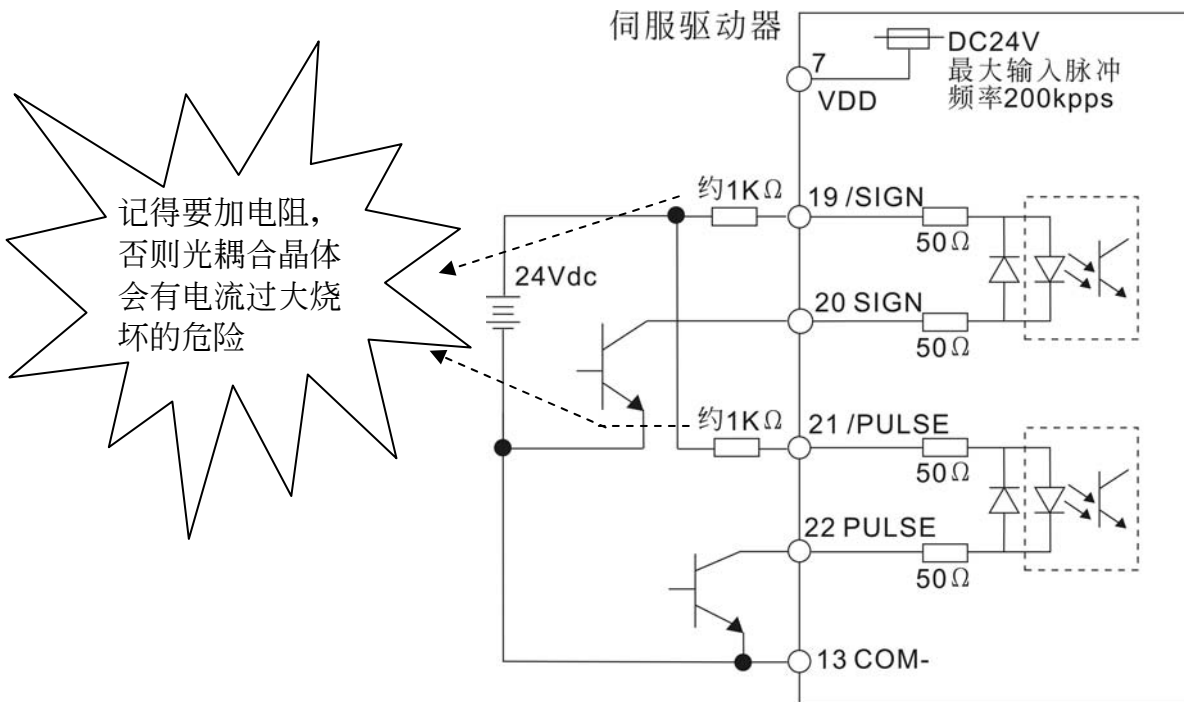 伺服驱动器
7
VDD
DC24V
最大输入脉冲
频率200kpps
记得要加电阻，
否则光耦合晶体
会有电流过大烧
坏的危险
约1KΩ
19 /SIGN
50Ω
24Vdc
20 SIGN
50Ω
约1KΩ
21 /PULSE
50Ω
22 PULSE
50Ω
13 COM-